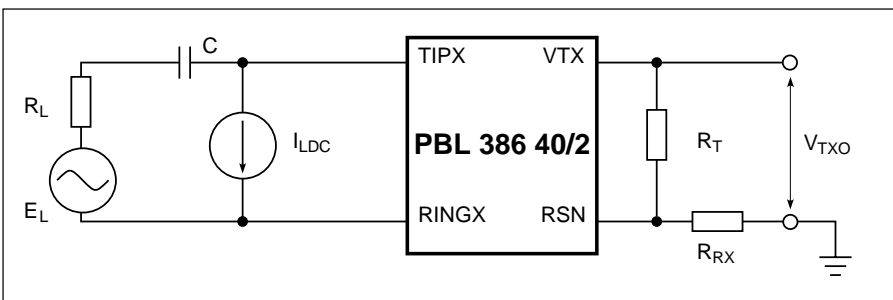 C
TIPX
VTX
R_L
I_LDC
PBL 386 40/2
R_T
V_TXO
E_L
RINGX
RSN
R_RX